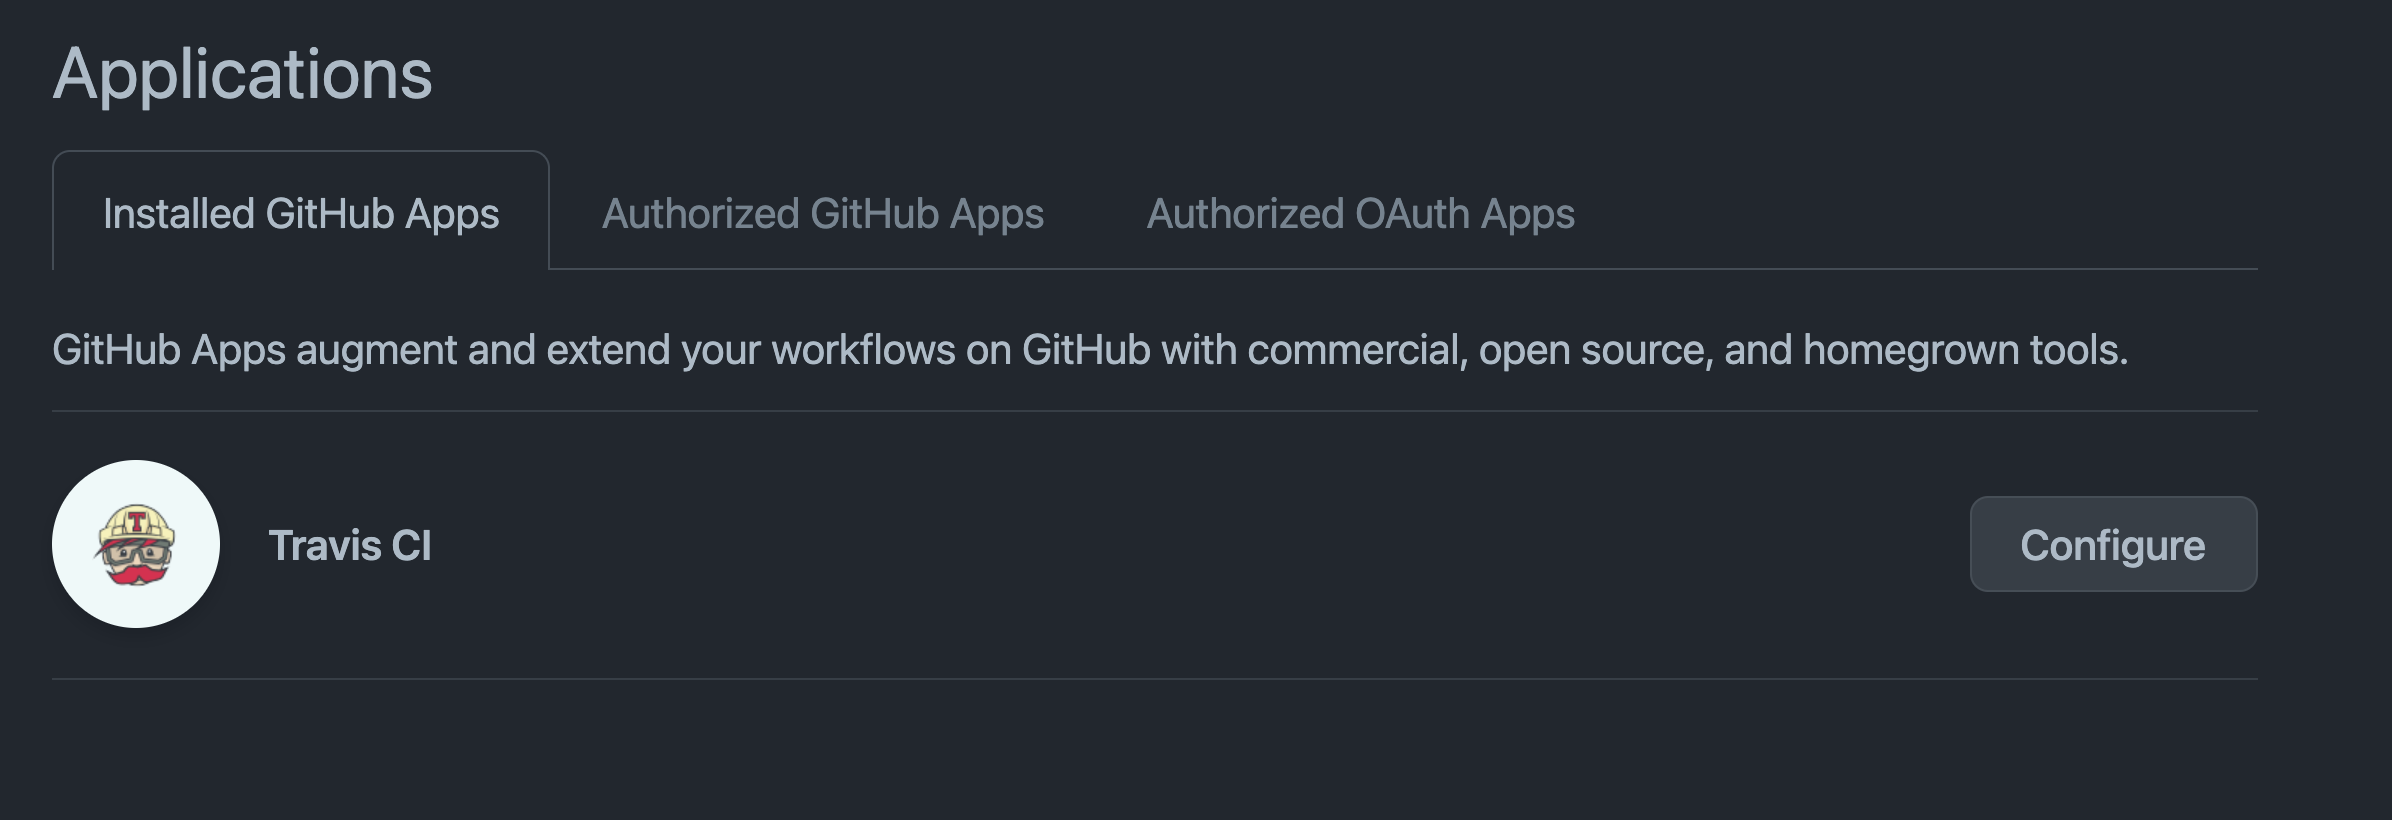 Applications
Installed GitHub Apps
Authorized GitHub Apps
Authorized OAuth Apps
GitHub Apps augment and extend your workflows on GitHub with commercial, open source, and homegrown tools.
T
Travis CI
Configure